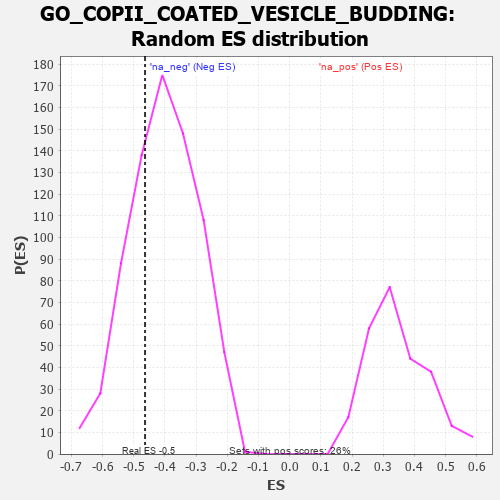 GO_COPII_COATED_VESICLE_BUDDING:
Random ES distribution
'na_neg' (Neg ES)
'na_pos' (Pos ES)
180
170
160
150
140
130
120
110
100
90
80
70
60
50
40
30
20
10
0
P(ES)
Real ES -0.5
Sets with pos scores: 26%
-0.7 -0.6 -0.5 -0.4 -0.3 -0.2 -0.1 0.0 0.1 0.2 0.3 0.4 0.5 0.6
ES